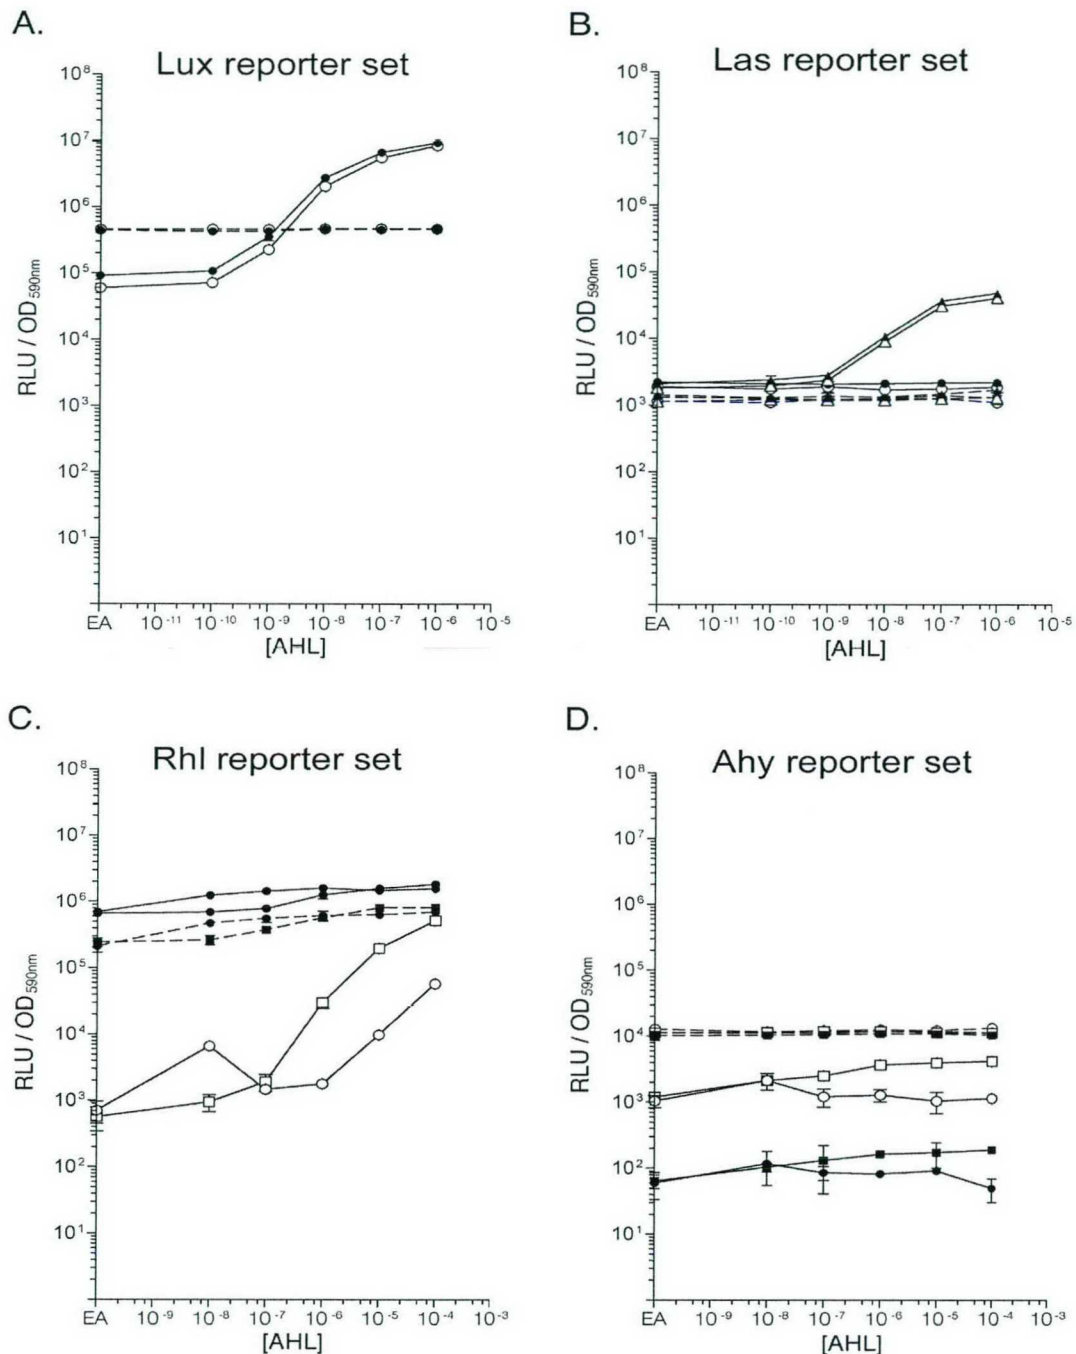 A.
Lux reporter set
10⁸
10⁷
10⁶
10⁵
10⁴
10³
10²
10¹
RLU / OD₅₉₀nm
EA 10⁻¹¹ 10⁻¹⁰ 10⁻⁹ 10⁻⁸ 10⁻⁷ 10⁻⁶ 10⁻⁵
[AHL]
B.
Las reporter set
10⁸
10⁷
10⁶
10⁵
10⁴
10³
10²
10¹
RLU / OD₅₉₀nm
EA 10⁻¹¹ 10⁻¹⁰ 10⁻⁹ 10⁻⁸ 10⁻⁷ 10⁻⁶ 10⁻⁵
[AHL]
C.
Rhl reporter set
10⁸
10⁷
10⁶
10⁵
10⁴
10³
10²
10¹
RLU / OD₅₉₀nm
EA 10⁻⁹ 10⁻⁸ 10⁻⁷ 10⁻⁶ 10⁻⁵ 10⁻⁴ 10⁻³
[AHL]
D.
Ahy reporter set
10⁸
10⁷
10⁶
10⁵
10⁴
10³
10²
10¹
RLU / OD₅₉₀nm
EA 10⁻⁹ 10⁻⁸ 10⁻⁷ 10⁻⁶ 10⁻⁵ 10⁻⁴ 10⁻³
[AHL]